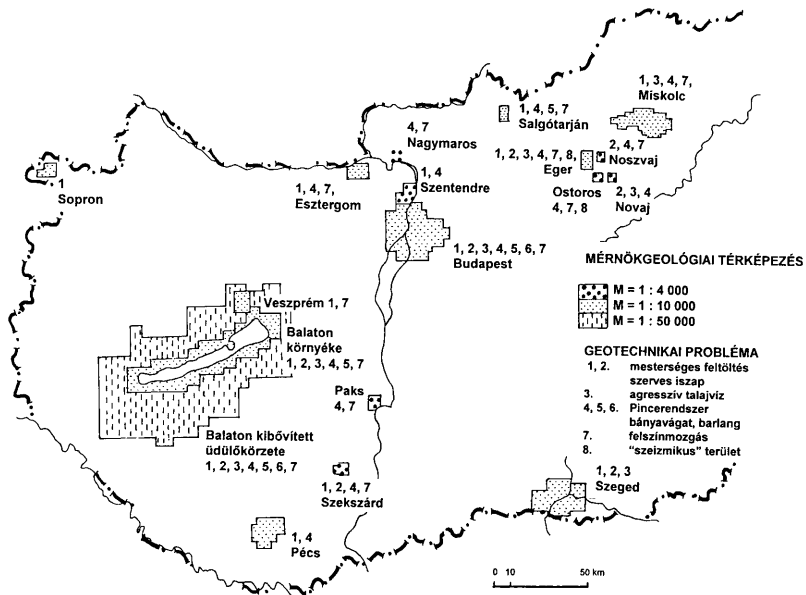 1, 3, 4, 7,
Miskolc
1, 4, 5, 7
Salgótarján
4, 7
Nagymaros
2, 4, 7
Noszvaj
1, 2, 3, 4, 7, 8,
Eger
1, 4
Szentendre
1
Sopron
1, 4, 7,
Esztergom
Ostoros
4, 7, 8
2, 3, 4
Novaj
1, 2, 3, 4, 5, 6, 7
Budapest
MÉRNÖKGEOLÓGIAI TÉRKÉPEZÉS
M = 1 : 4 000
M = 1 : 10 000
M = 1 : 50 000
Veszprém 1, 7
Balaton
környéke
1, 2, 3, 4, 5, 7
GEOTECHNIKAI PROBLÉMA
1, 2. mesterséges feltöltés
szerves iszap
3. agresszív talajvíz
4, 5, 6. Pincerendszer
bányavágat, barlang
7. felszínmozgás
8. "szeizmikus" terület
Paks
4, 7
Balaton kibővített
üdülőkörzete
1, 2, 3, 4, 5, 6, 7
1, 2, 4, 7
Szekszárd
1, 2, 3
Szeged
1, 4
Pécs
0 10 50 km